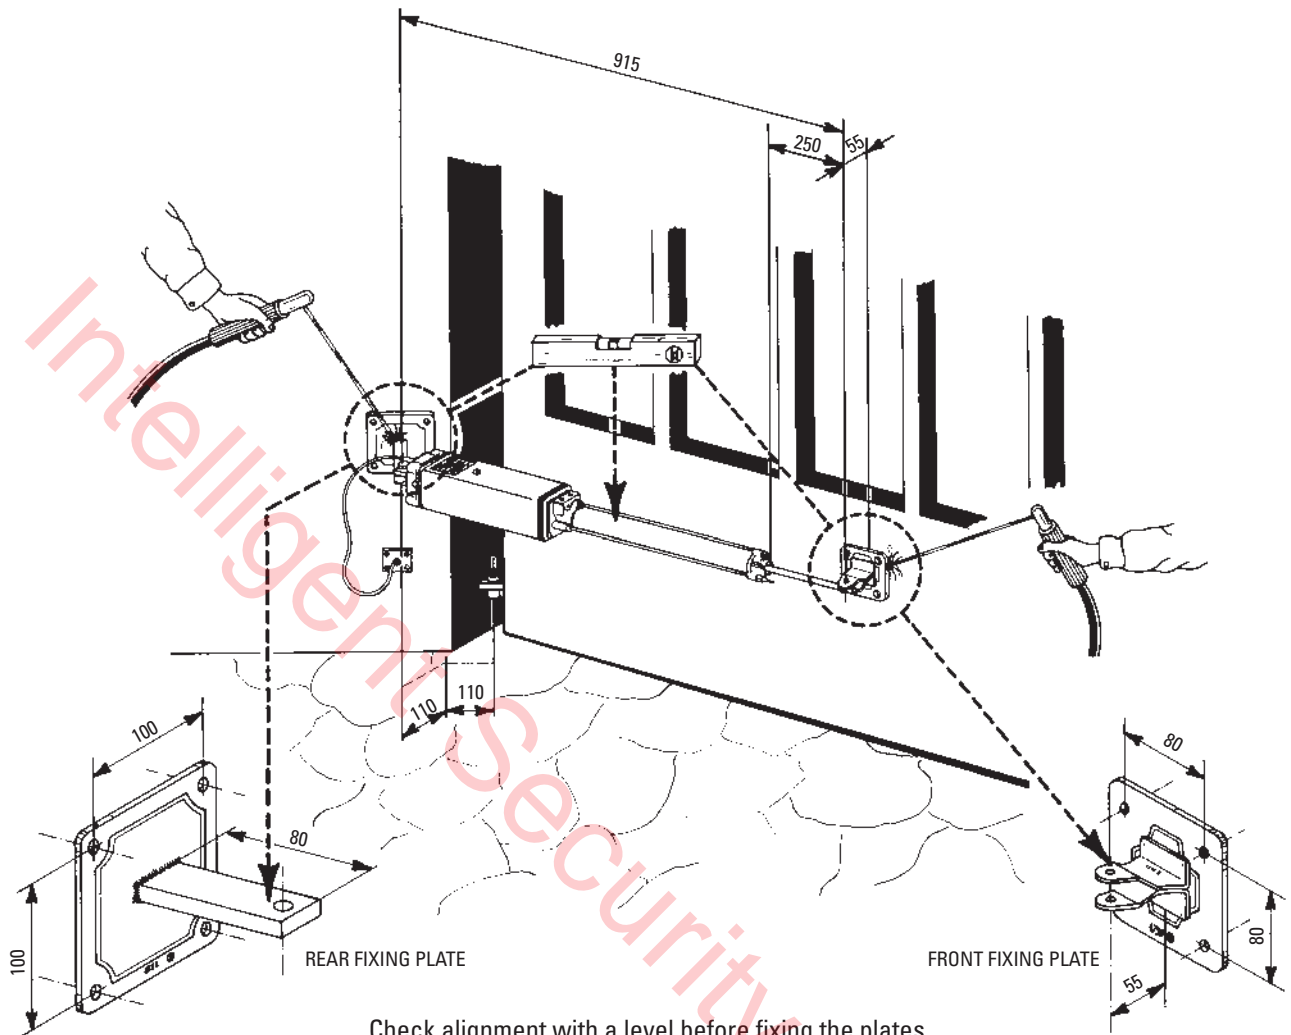 915
250
55
110
110
100
80
100
REAR FIXING PLATE
80
80
55
FRONT FIXING PLATE
Check alignment with a level before fixing the plates
Intelligent Security